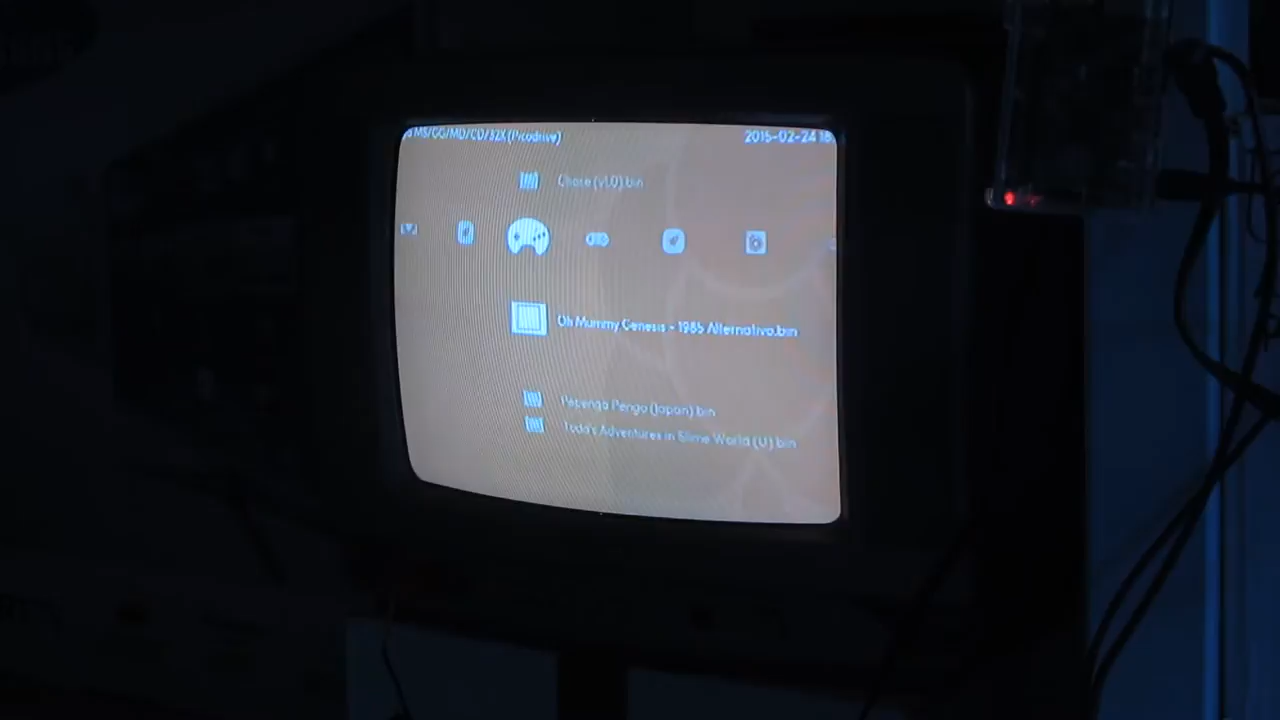 MS/GG/MD/CD/32X (Picodrive)
2015-02-24 18
Chase (v1.0).bin
Oh Mummy Genesis - 1985 Alternativo.bin
Pepenga Pengo (Japan).bin
Todd's Adventures in Slime World (U).bin